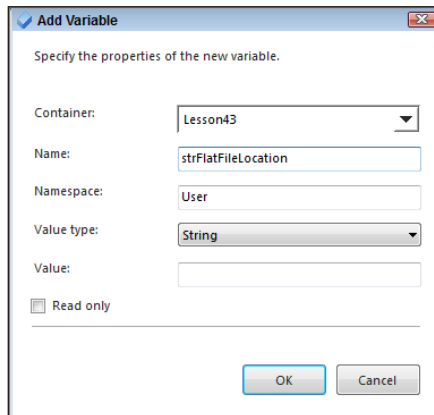 Add Variable
Specify the properties of the new variable.
Container: Lesson43
Name: strFlatFileLocation
Namespace: User
Value type: String
Value:
Read only
OK Cancel